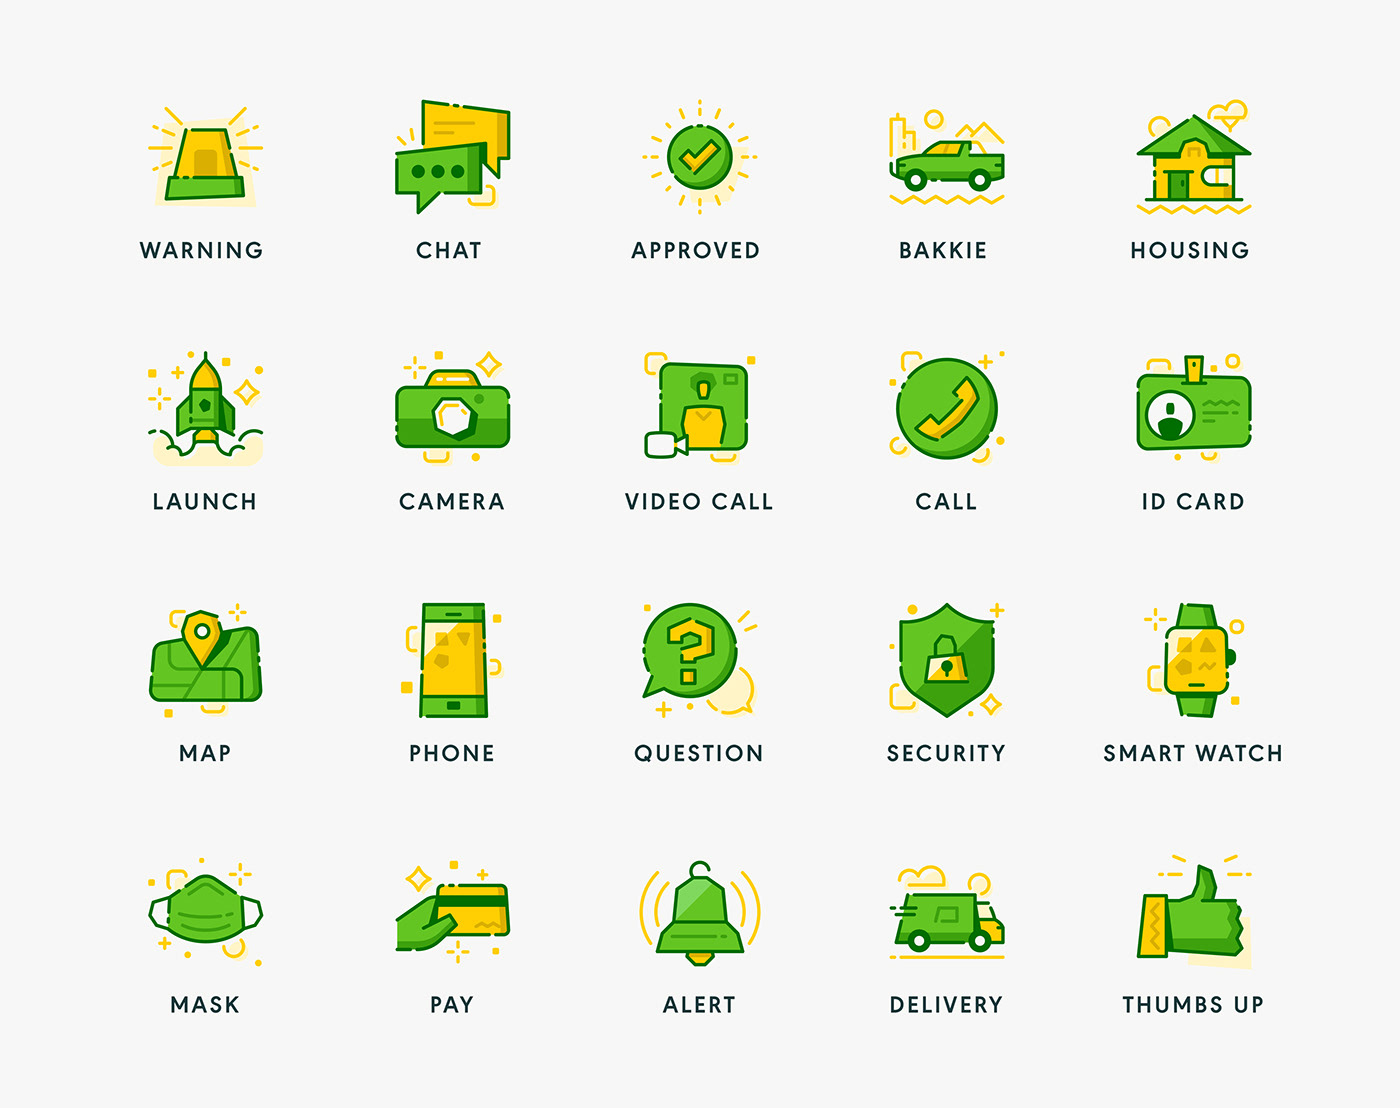 WARNING
CHAT
APPROVED
BAKKIE
HOUSING
LAUNCH
CAMERA
VIDEO CALL
CALL
ID CARD
MAP
PHONE
QUESTION
SECURITY
SMART WATCH
MASK
PAY
ALERT
DELIVERY
THUMBS UP